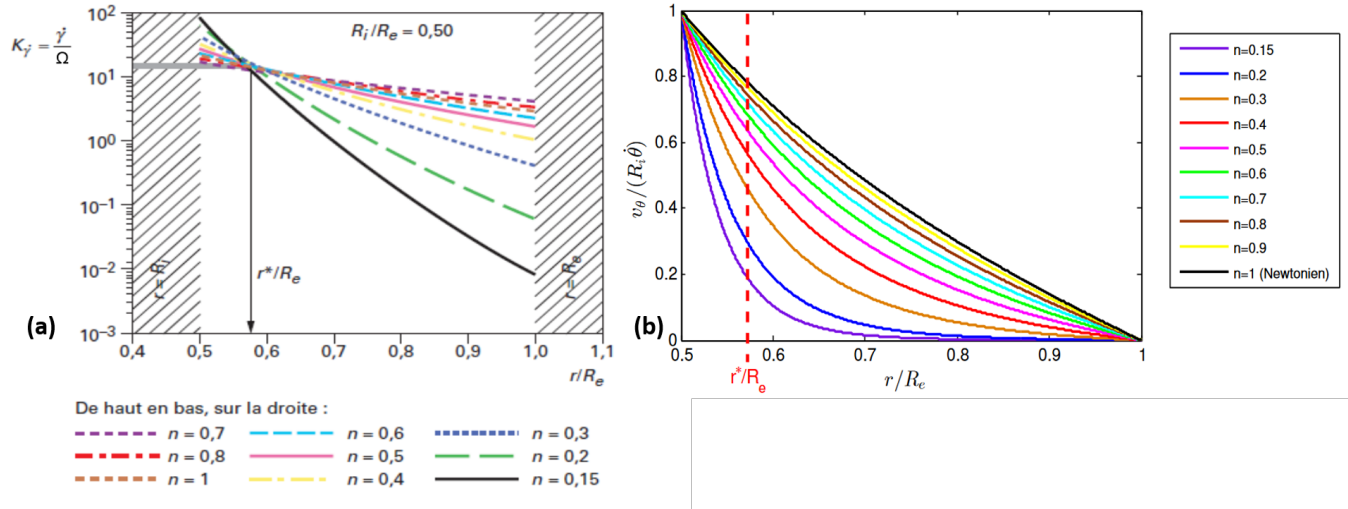 10²
10¹
10⁰
10⁻¹
10⁻²
10⁻³
K_γ̇ = γ̇/Ω
R_i/R_e = 0,50
r = R_i
r = R_e
r*/R_e
(a)
0,4 0,5 0,6 0,7 0,8 0,9 1,0 1,1
r/R_e
De haut en bas, sur la droite :
n = 0,7 n = 0,6 n = 0,3
n = 0,8 n = 0,5 n = 0,2
n = 1 n = 0,4 n = 0,15
1
0.8
0.6
0.4
0.2
0
v_θ/(R_i θ̇)
(b)
0.5 0.6 0.7 0.8 0.9 1
r*/R_e
r/R_e
n=0.15
n=0.2
n=0.3
n=0.4
n=0.5
n=0.6
n=0.7
n=0.8
n=0.9
n=1 (Newtonien)